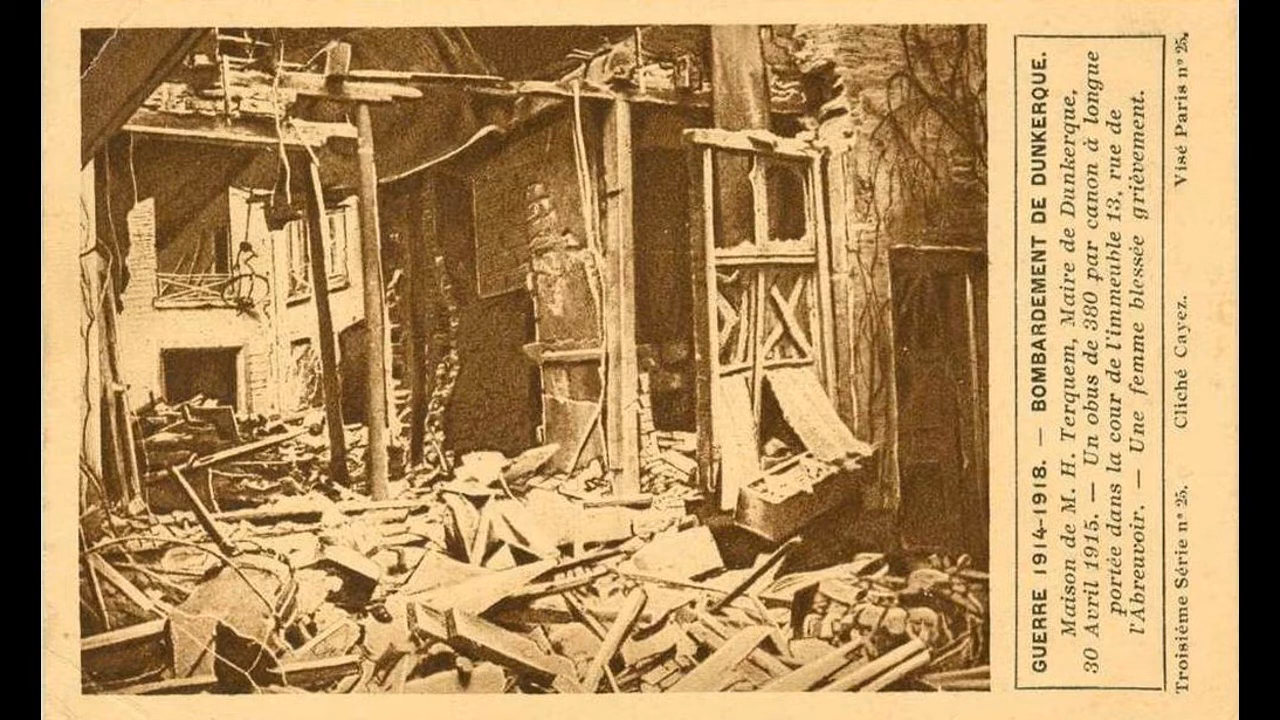 GUERRE 1914-1918. — BOMBARDEMENT DE DUNKERQUE.
Maison de M. H. Terquem, Maire de Dunkerque,
30 Avril 1915. — Un obus de 380 par canon à longue
portée dans la cour de l'immeuble 13, rue de
l'Abreuvoir. — Une femme blessée grièvement.
Troisième Série n° 25. Cliché Cayez. Visé Paris n° 25.